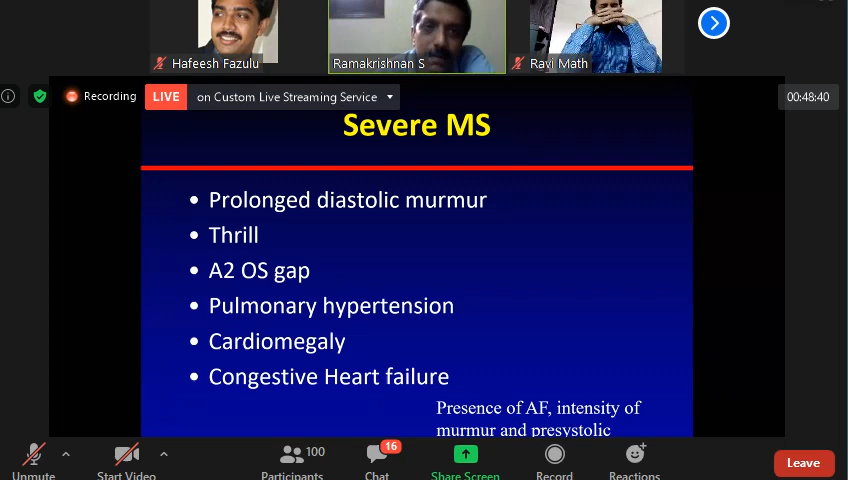 Hafeesh Fazulu
Ramakrishnan S
Ravi Math
Recording
LIVE
on Custom Live Streaming Service
00:48:40
Severe MS
• Prolonged diastolic murmur
• Thrill
• A2 OS gap
• Pulmonary hypertension
• Cardiomegaly
• Congestive Heart failure
Presence of AF, intensity of
murmur and presystolic
Unmute
Start Video
100
Participants
16
Chat
Share Screen
Record
Reactions
Leave